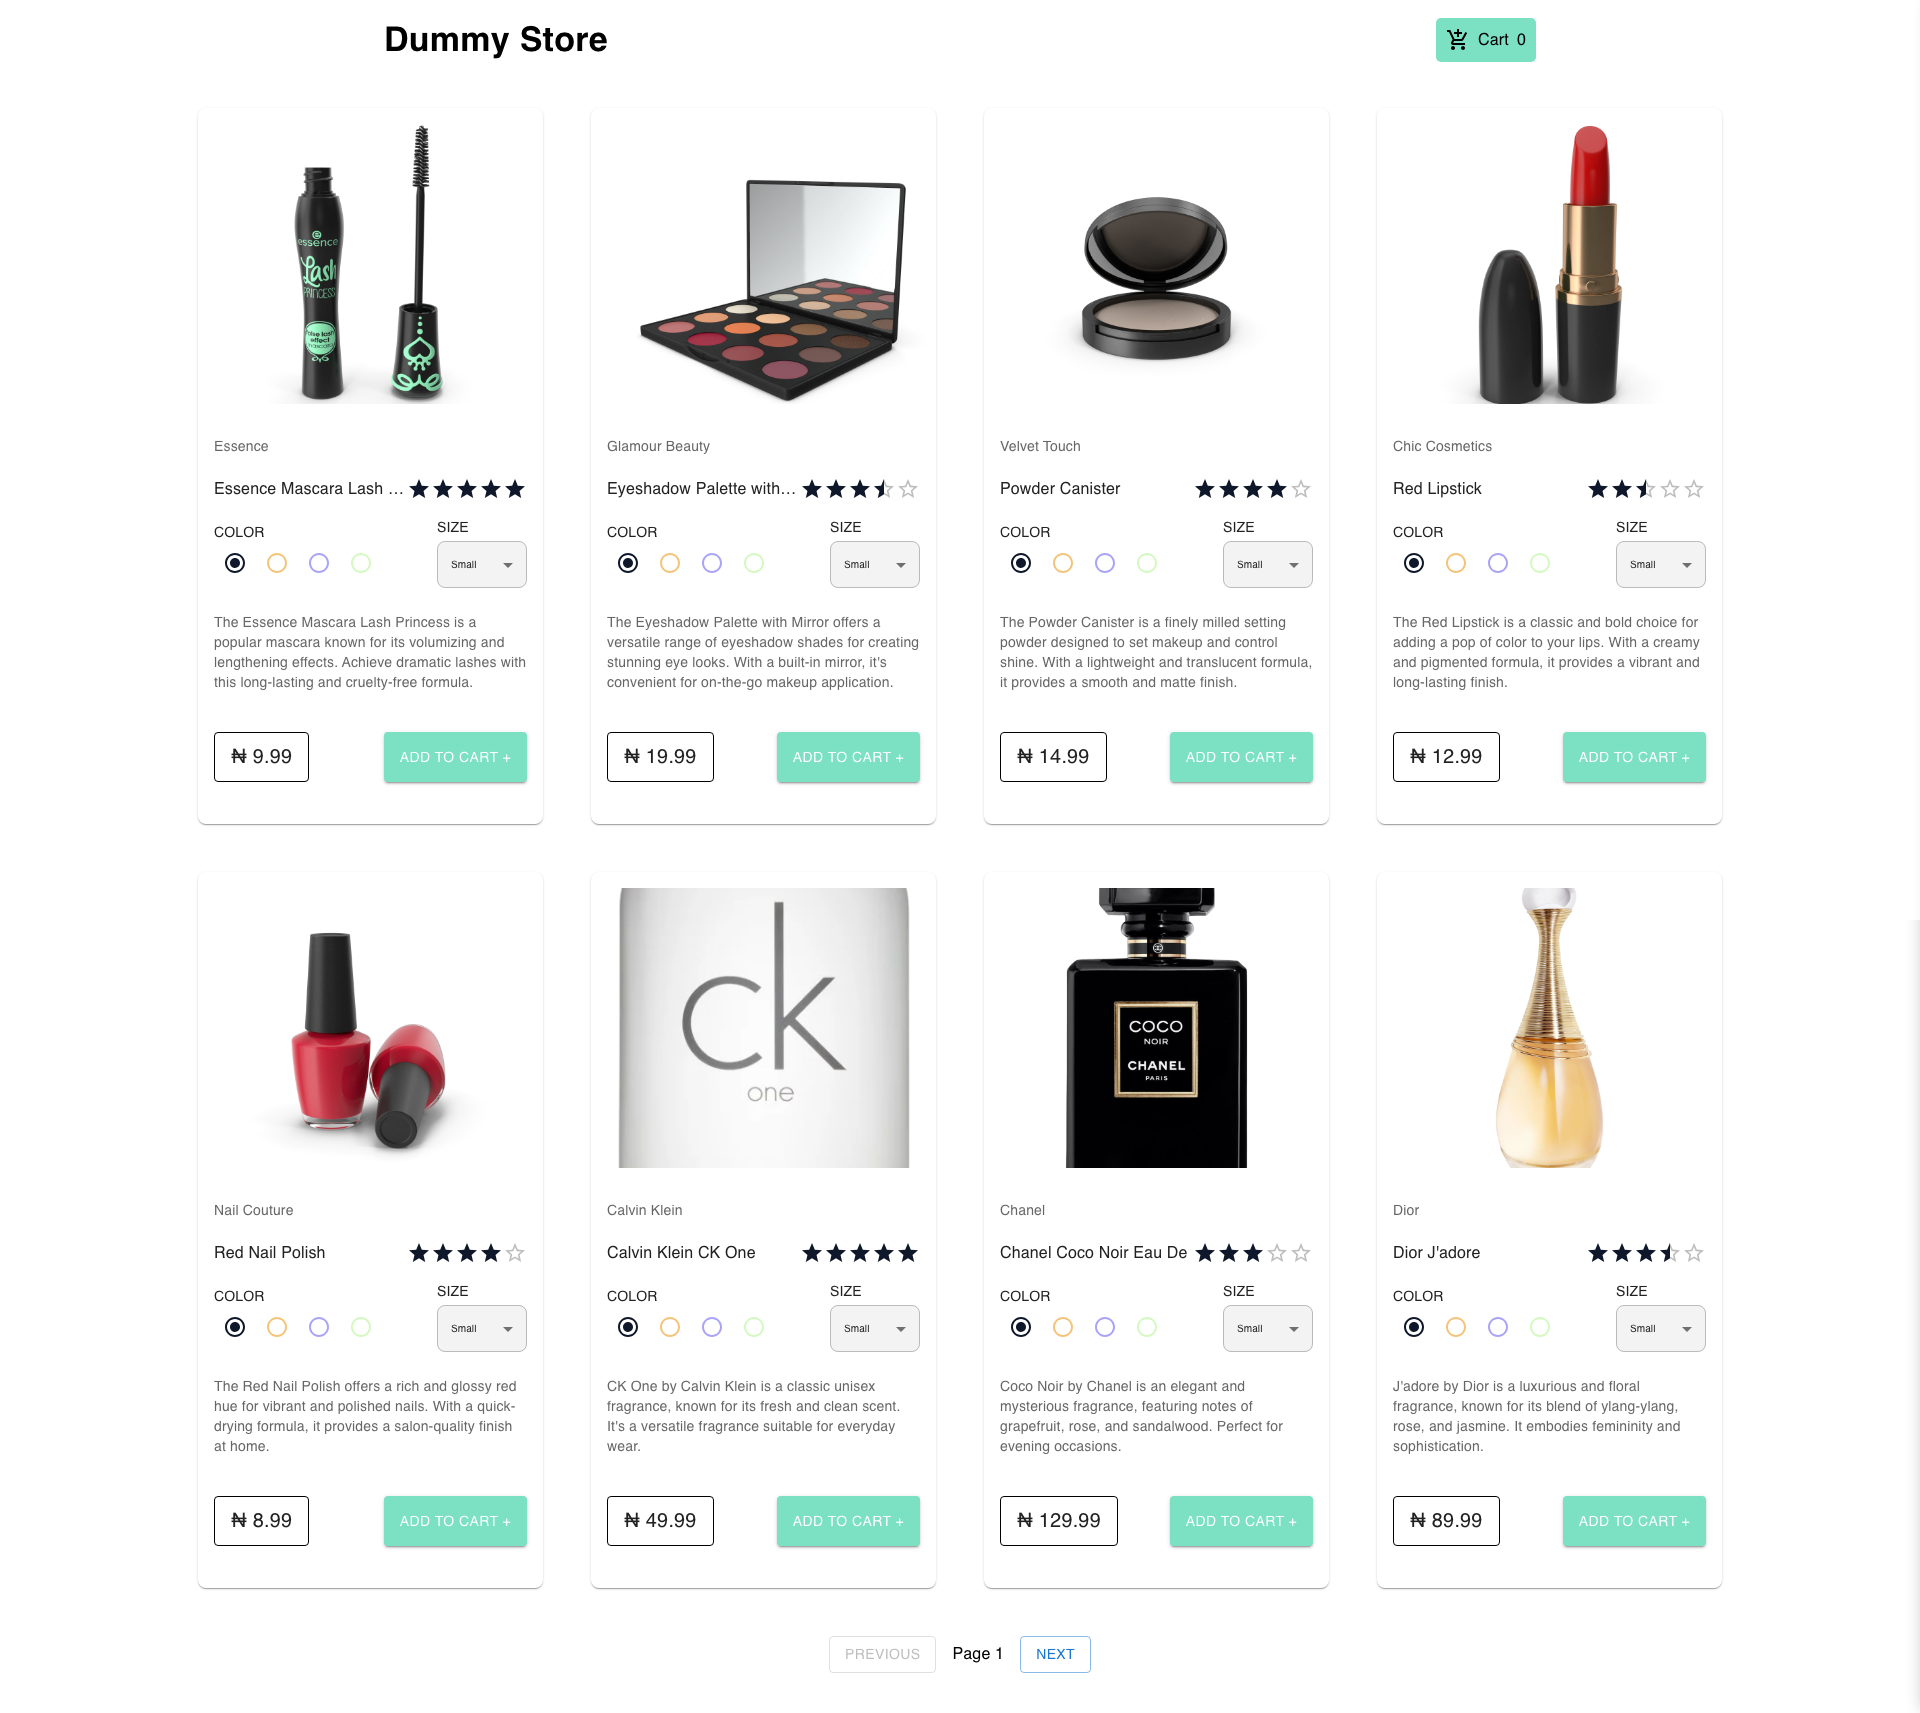 Dummy Store
Cart 0
essence
Lash
PRINCESS
false lash
effect
mascara
Essence
Essence Mascara Lash ...
COLOR
SIZE
Small
The Essence Mascara Lash Princess is a
popular mascara known for its volumizing and
lengthening effects. Achieve dramatic lashes with
this long-lasting and cruelty-free formula.
₦ 9.99
ADD TO CART +
Glamour Beauty
Eyeshadow Palette with...
COLOR
SIZE
Small
The Eyeshadow Palette with Mirror offers a
versatile range of eyeshadow shades for creating
stunning eye looks. With a built-in mirror, it's
convenient for on-the-go makeup application.
₦ 19.99
ADD TO CART +
Velvet Touch
Powder Canister
COLOR
SIZE
Small
The Powder Canister is a finely milled setting
powder designed to set makeup and control
shine. With a lightweight and translucent formula,
it provides a smooth and matte finish.
₦ 14.99
ADD TO CART +
Chic Cosmetics
Red Lipstick
COLOR
SIZE
Small
The Red Lipstick is a classic and bold choice for
adding a pop of color to your lips. With a creamy
and pigmented formula, it provides a vibrant and
long-lasting finish.
₦ 12.99
ADD TO CART +
Nail Couture
Red Nail Polish
COLOR
SIZE
Small
The Red Nail Polish offers a rich and glossy red
hue for vibrant and polished nails. With a quick-
drying formula, it provides a salon-quality finish
at home.
₦ 8.99
ADD TO CART +
ck
one
Calvin Klein
Calvin Klein CK One
COLOR
SIZE
Small
CK One by Calvin Klein is a classic unisex
fragrance, known for its fresh and clean scent.
It's a versatile fragrance suitable for everyday
wear.
₦ 49.99
ADD TO CART +
COCO
NOIR
CHANEL
PARIS
Chanel
Chanel Coco Noir Eau De
COLOR
SIZE
Small
Coco Noir by Chanel is an elegant and
mysterious fragrance, featuring notes of
grapefruit, rose, and sandalwood. Perfect for
evening occasions.
₦ 129.99
ADD TO CART +
Dior
Dior J'adore
COLOR
SIZE
Small
J'adore by Dior is a luxurious and floral
fragrance, known for its blend of ylang-ylang,
rose, and jasmine. It embodies femininity and
sophistication.
₦ 89.99
ADD TO CART +
PREVIOUS
Page 1
NEXT